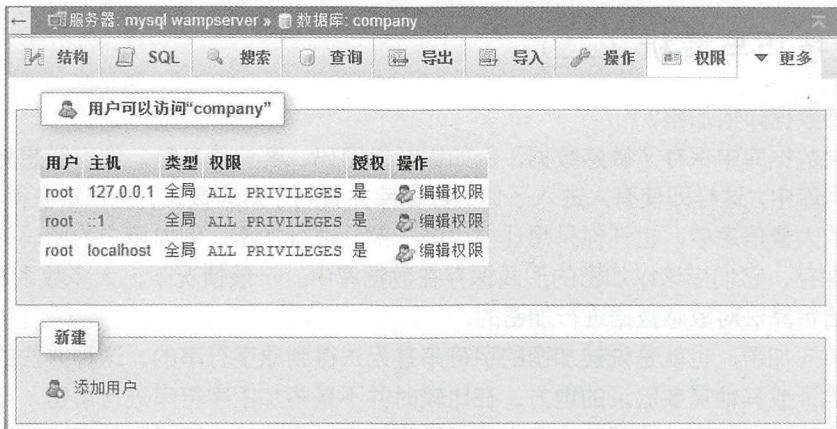 ← 服务器: mysql wampserver » 数据库: company
结构 SQL 搜索 查询 导出 导入 操作 权限 ▼ 更多
用户可以访问“company”
用户 主机 类型 权限 授权 操作
root 127.0.0.1 全局 ALL PRIVILEGES 是 编辑权限
root ::1 全局 ALL PRIVILEGES 是 编辑权限
root localhost 全局 ALL PRIVILEGES 是 编辑权限
新建
添加用户